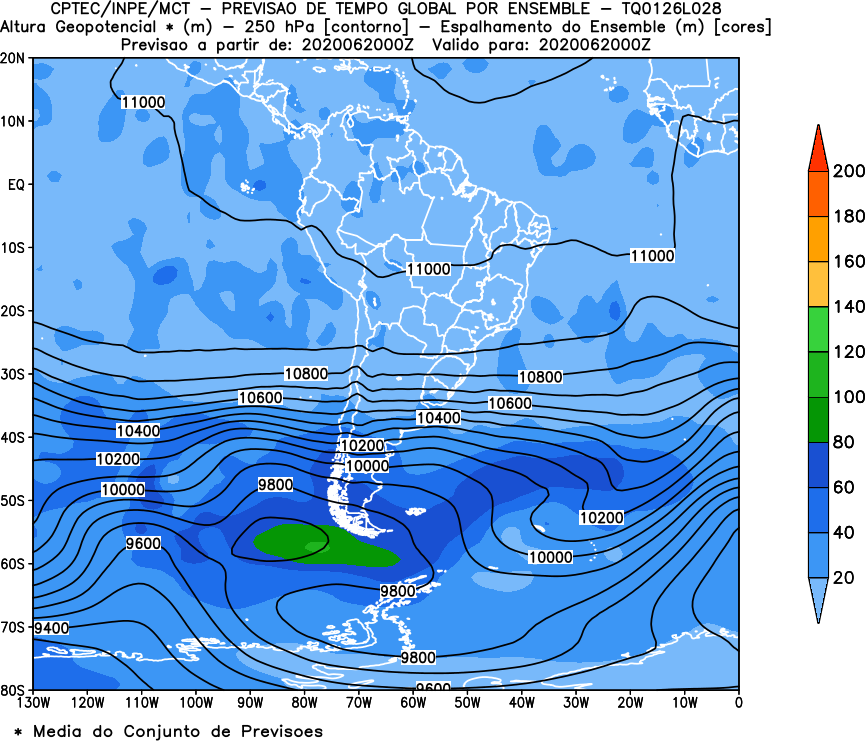 CPTEC/INPE/MCT − PREVISAO DE TEMPO GLOBAL POR ENSEMBLE − TQ0126L028
Altura Geopotencial * (m) − 250 hPa [contorno] − Espalhamento do Ensemble (m) [cores]
Previsao a partir de: 2020062000Z Valido para: 2020062000Z
20N
11000
10N
EQ
10S
11000
11000
20S
30S
10800
10800
10600
10600
10400
10400
40S
10200
10200
10000
10000
9800
50S
10200
9600
10000
60S
9800
9400
70S
9800
9600
80S
130W 120W 110W 100W 90W 80W 70W 60W 50W 40W 30W 20W 10W 0
200
180
160
140
120
100
80
60
40
20
* Media do Conjunto de Previsoes